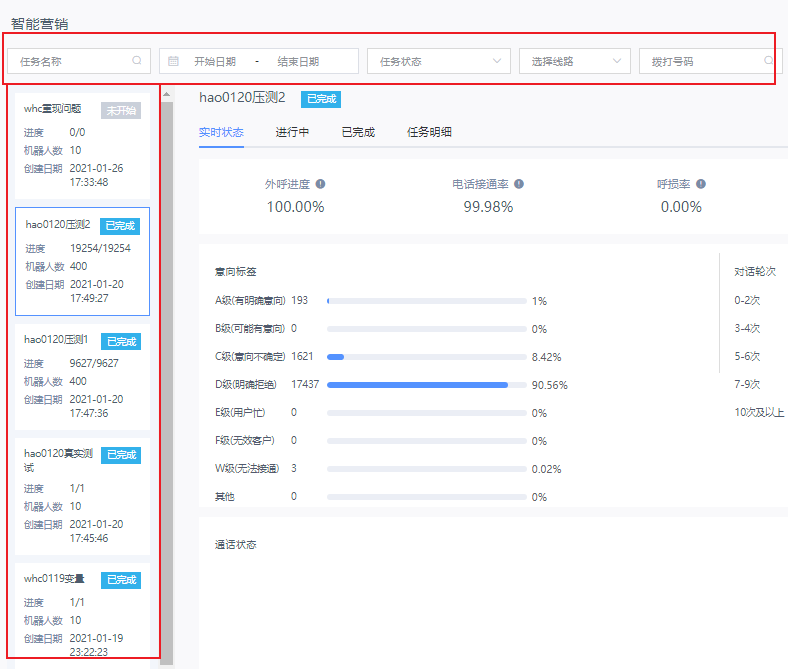 智能营销
任务名称 开始日期 - 结束日期 任务状态 选择线路 拨打号码
whc重现问题 未开始
进度 0/0
机器人数 10
创建日期 2021-01-26
17:33:48
hao0120压测2 已完成
进度 19254/19254
机器人数 400
创建日期 2021-01-20
17:49:27
hao0120压测1 已完成
进度 9627/9627
机器人数 400
创建日期 2021-01-20
17:47:36
hao0120真实测 已完成
试
进度 1/1
机器人数 10
创建日期 2021-01-20
17:45:46
whc0119变量 已完成
进度 1/1
机器人数 10
创建日期 2021-01-19
23:22:23
hao0120压测2 已完成
实时状态 进行中 已完成 任务明细
外呼进度 电话接通率 呼损率
100.00% 99.98% 0.00%
意向标签
A级(有明确意向) 193 1%
B级(可能有意向) 0 0%
C级(意向不确定) 1621 8.42%
D级(明确拒绝) 17437 90.56%
E级(用户忙) 0 0%
F级(无效客户) 0 0%
W级(无法接通) 3 0.02%
其他 0 0%
对话轮次
0-2次
3-4次
5-6次
7-9次
10次及以上
通话状态